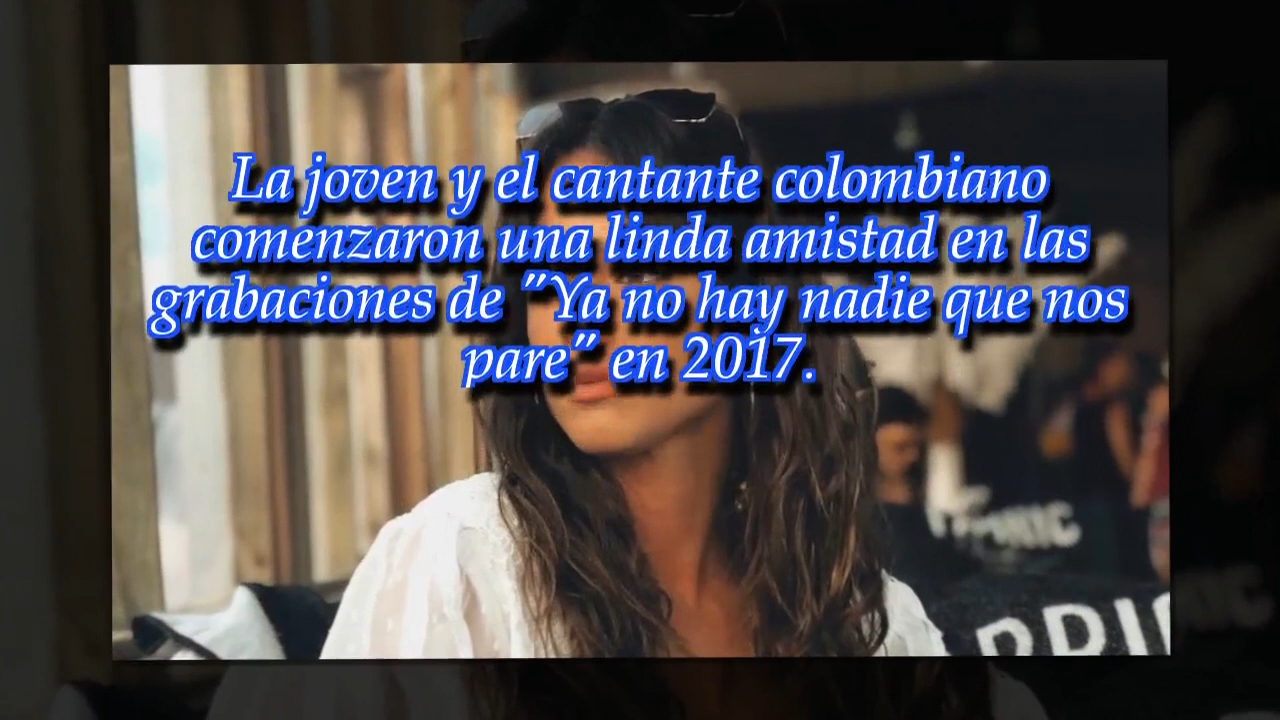 La joven y el cantante colombiano
comenzaron una linda amistad en las
grabaciones de "Ya no hay nadie que nos
pare" en 2017.